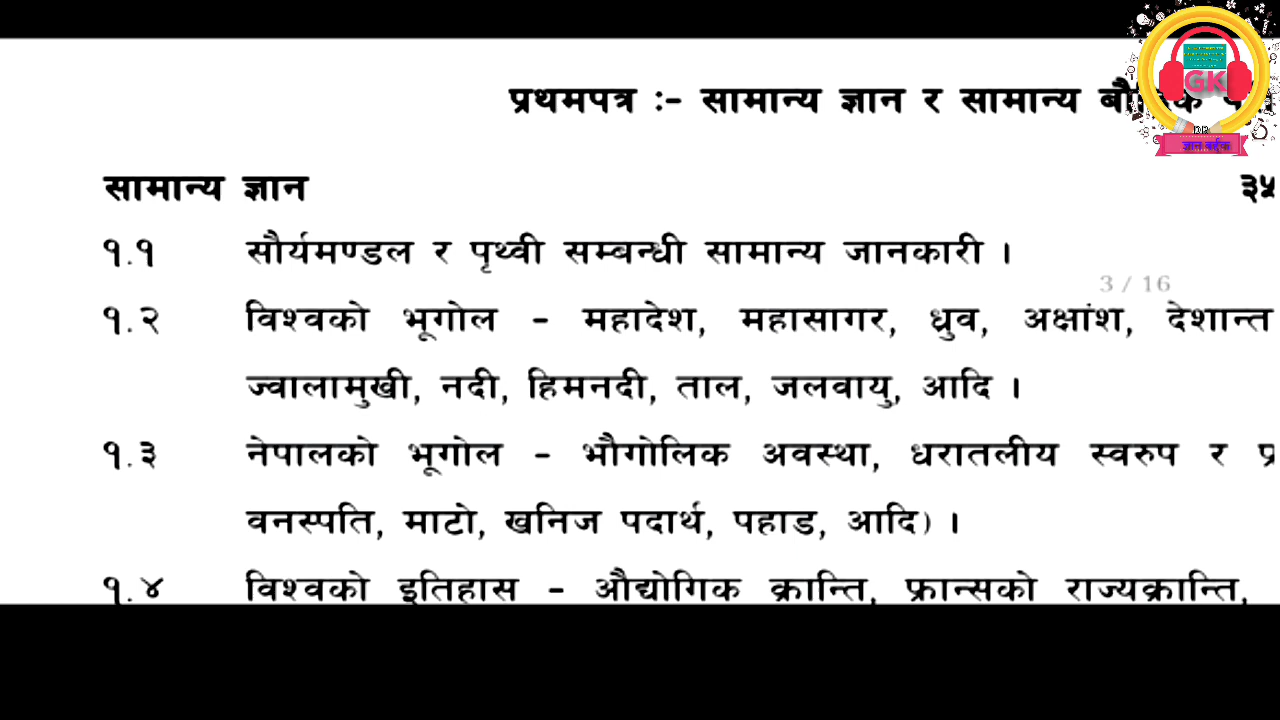 प्रथमपत्र :- सामान्य ज्ञान र सामान्य
GK
ज्ञान
सामान्य ज्ञान ३५
१.१ सौर्यमण्डल र पृथ्वी सम्बन्धी सामान्य जानकारी ।
3 / 16
१.२ विश्वको भूगोल - महादेश, महासागर, ध्रुव, अक्षांश, देशान्त
ज्वालामुखी, नदी, हिमनदी, ताल, जलवायु, आदि ।
१.३ नेपालको भूगोल - भौगोलिक अवस्था, धरातलीय स्वरुप र प्र
वनस्पति, माटो, खनिज पदार्थ, पहाड, आदि) ।
१.४ विश्वको इतिहास - औद्योगिक क्रान्ति, फ्रान्सको राज्यक्रान्ति,